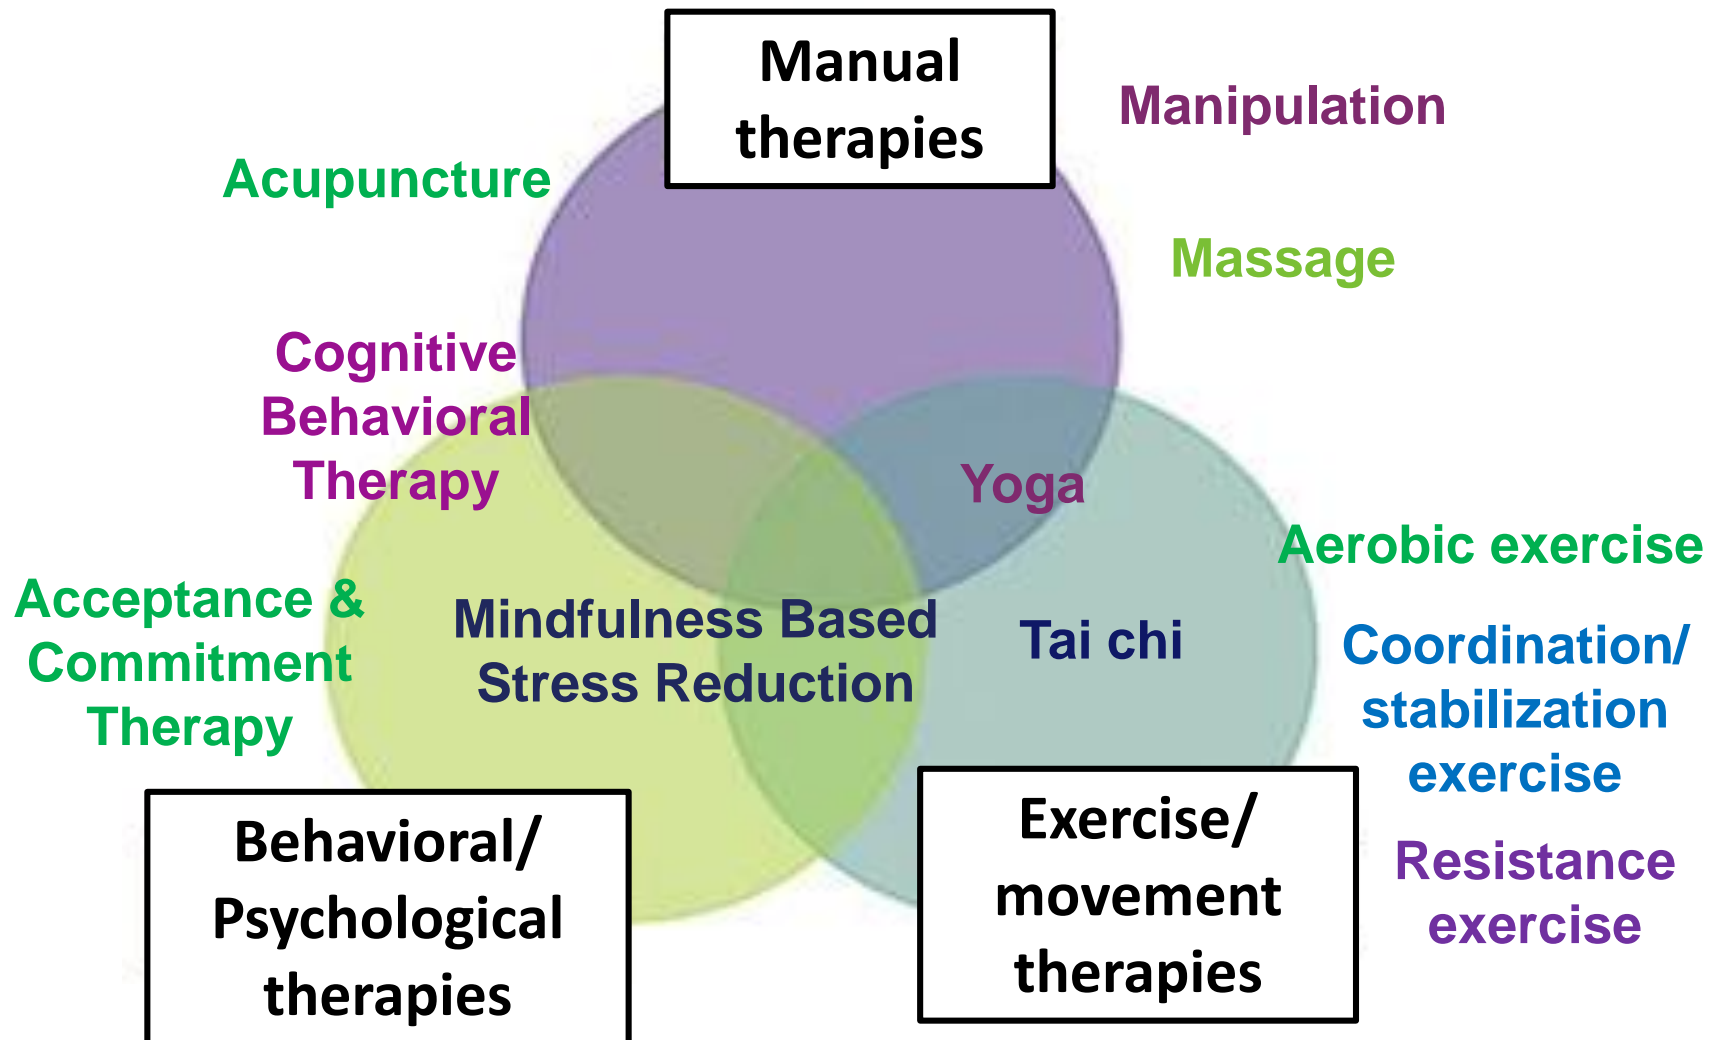 Manual
therapies
Manipulation
Acupuncture
Massage
Cognitive
Behavioral
Therapy
Yoga
Aerobic exercise
Acceptance &
Commitment
Therapy
Mindfulness Based
Stress Reduction
Tai chi
Coordination/
stabilization
exercise
Behavioral/
Psychological
therapies
Exercise/
movement
therapies
Resistance
exercise